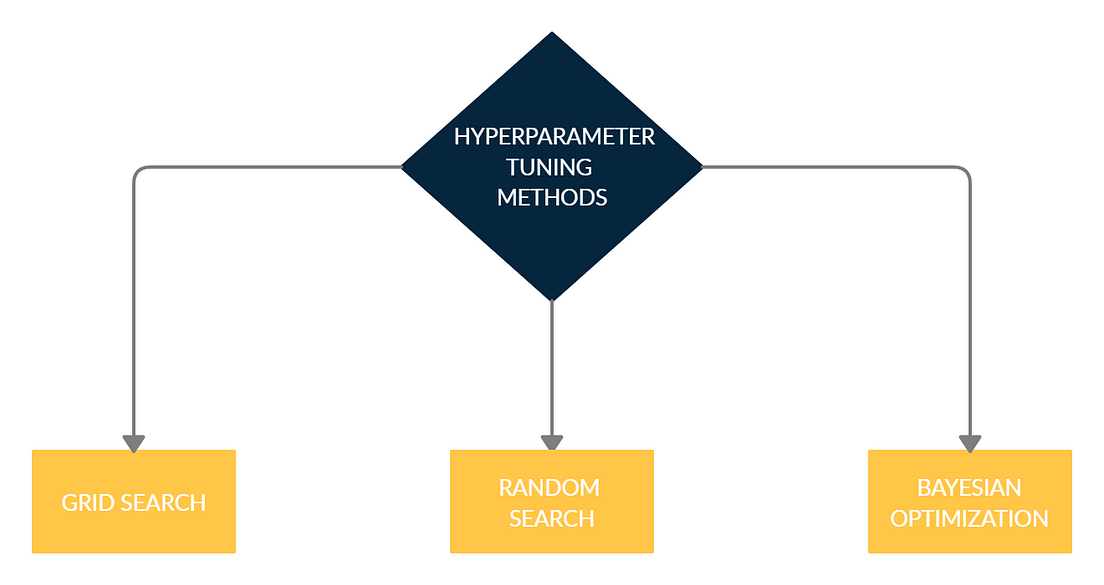 HYPERPARAMETER
TUNING
METHODS
GRID SEARCH
RANDOM
SEARCH
BAYESIAN
OPTIMIZATION